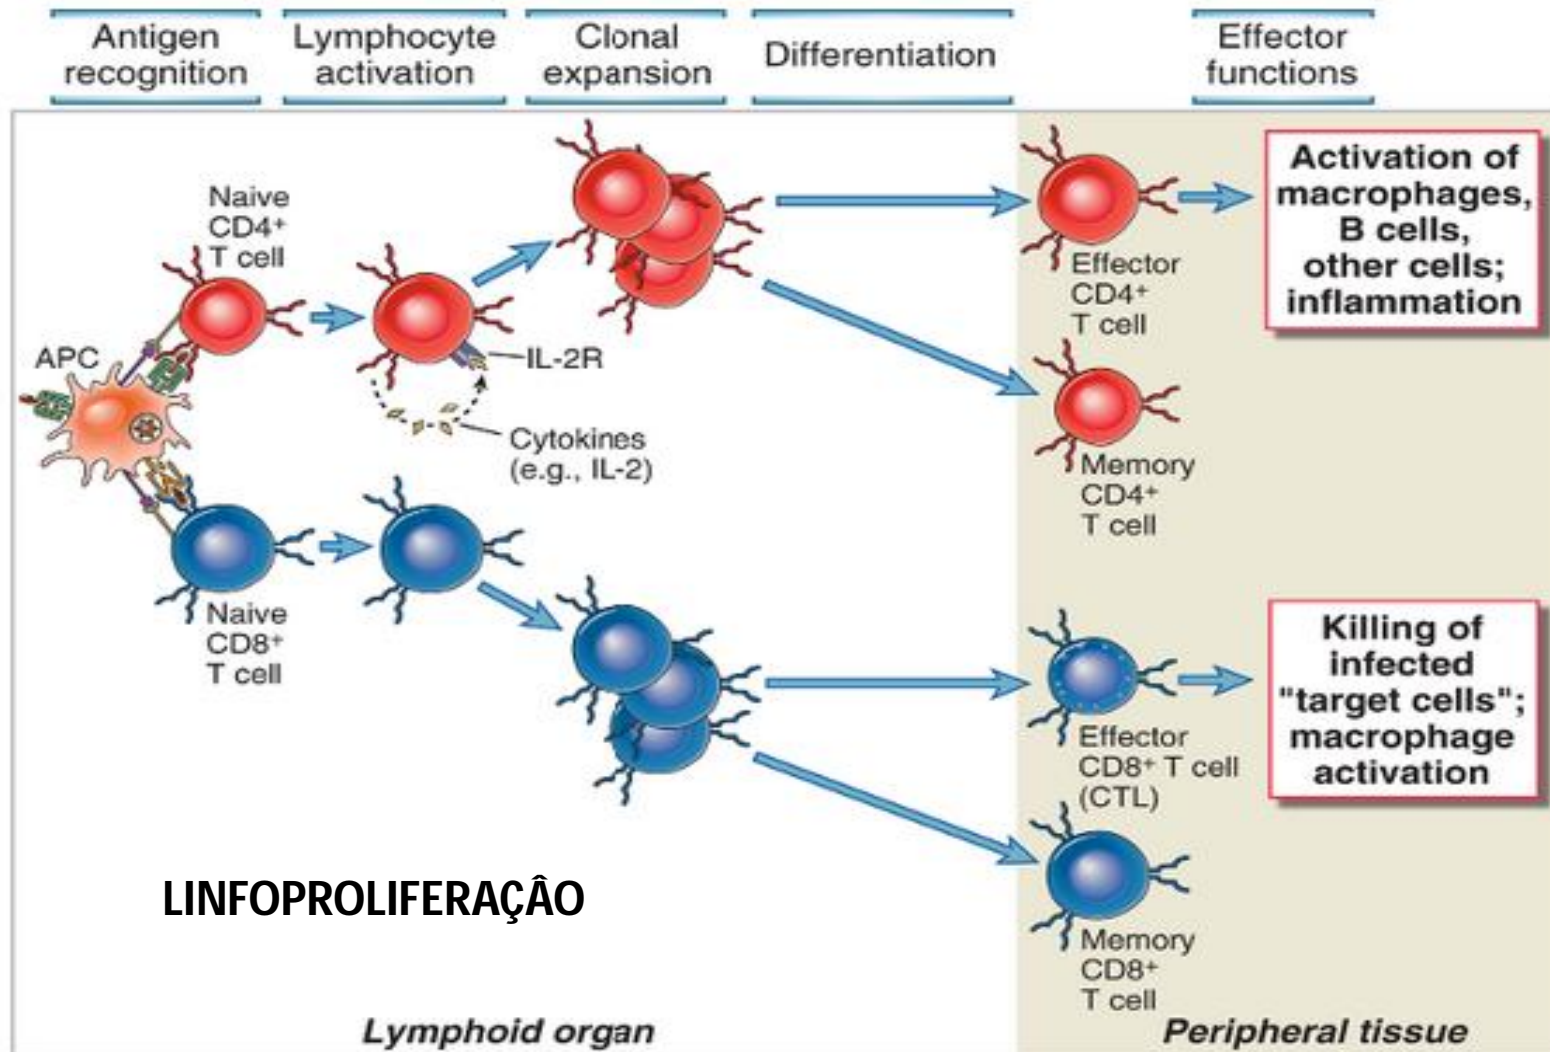 Antigen
recognition
Lymphocyte
activation
Clonal
expansion
Differentiation
Effector
functions
Naive
CD4+
T cell
APC
IL-2R
Cytokines
(e.g., IL-2)
Effector
CD4+
T cell
Activation of
macrophages,
B cells,
other cells;
inflammation
Memory
CD4+
T cell
Naive
CD8+
T cell
Effector
CD8+ T cell
(CTL)
Killing of
infected
"target cells";
macrophage
activation
Memory
CD8+
T cell
LINFOPROLIFERAÇÂO
Lymphoid organ
Peripheral tissue